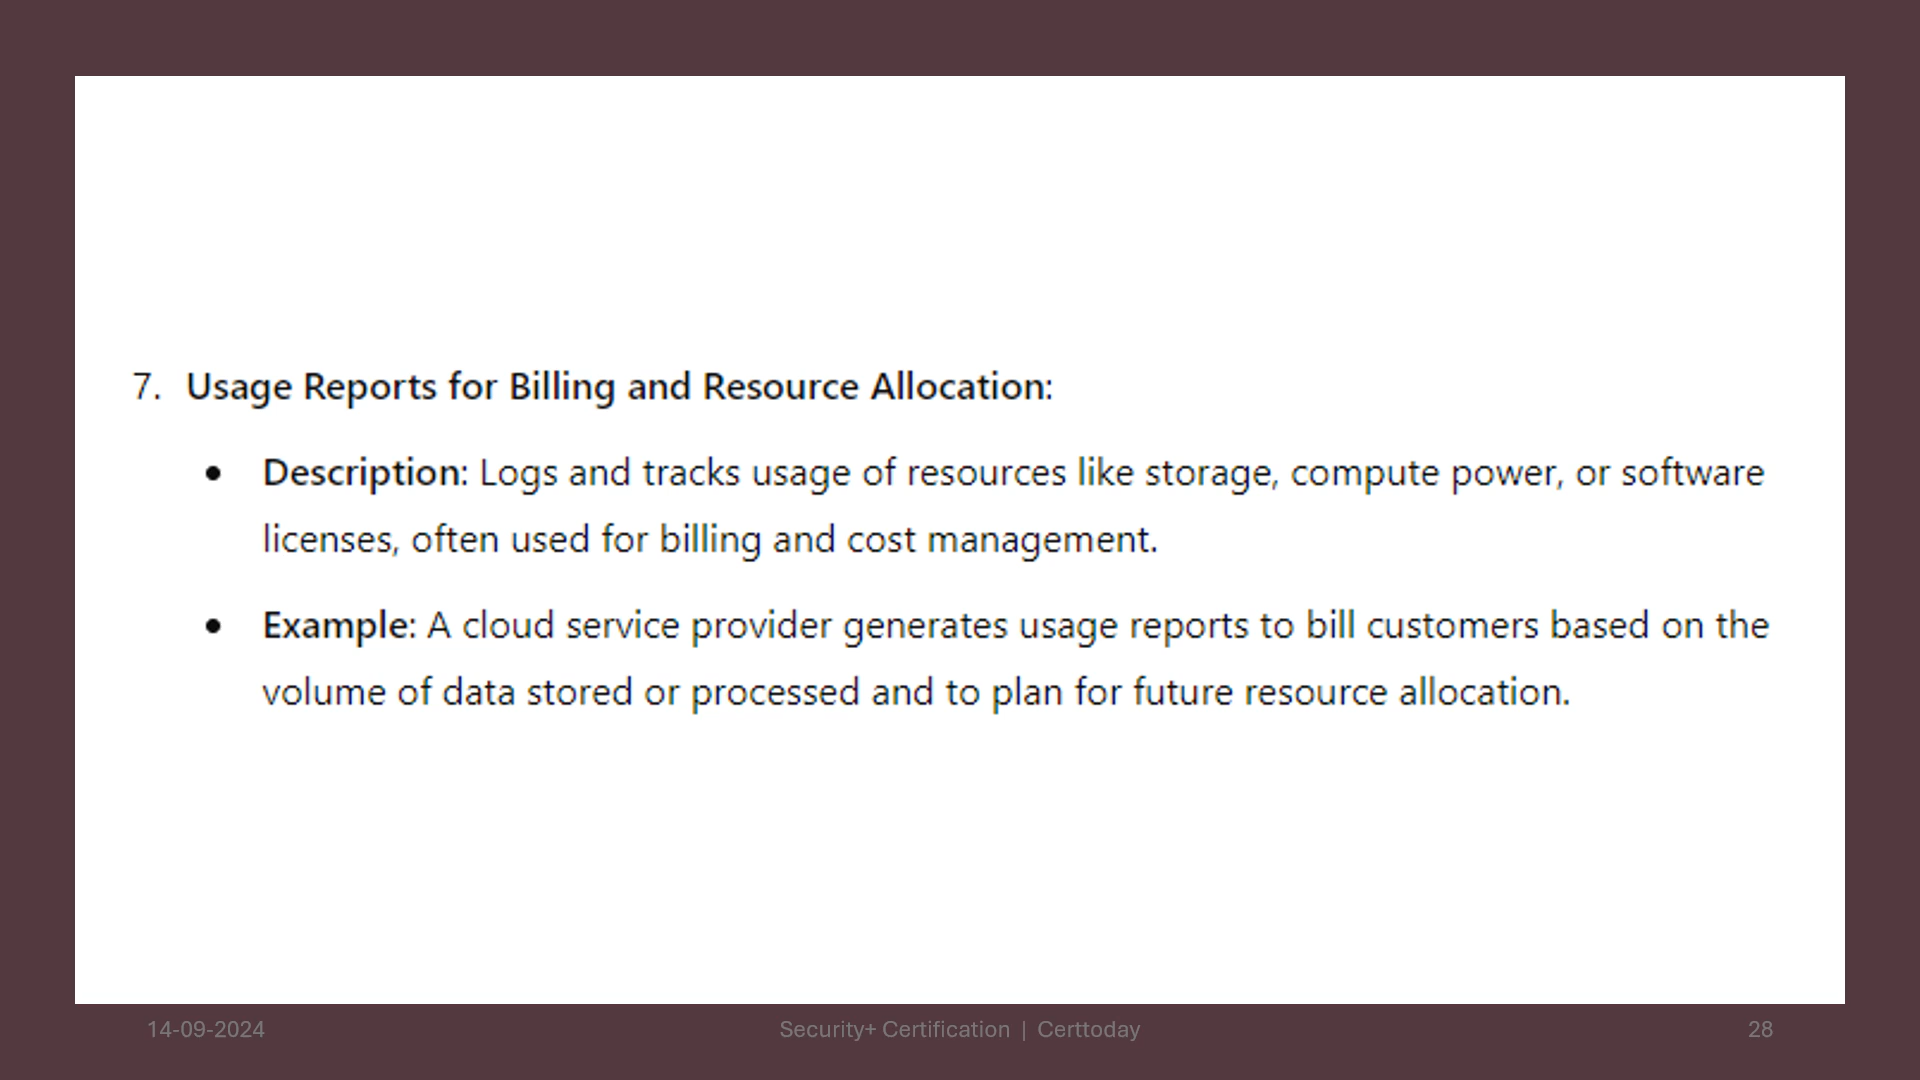 7. Usage Reports for Billing and Resource Allocation:
• Description: Logs and tracks usage of resources like storage, compute power, or software
licenses, often used for billing and cost management.
• Example: A cloud service provider generates usage reports to bill customers based on the
volume of data stored or processed and to plan for future resource allocation.
14-09-2024
Security+ Certification | Certtoday
28